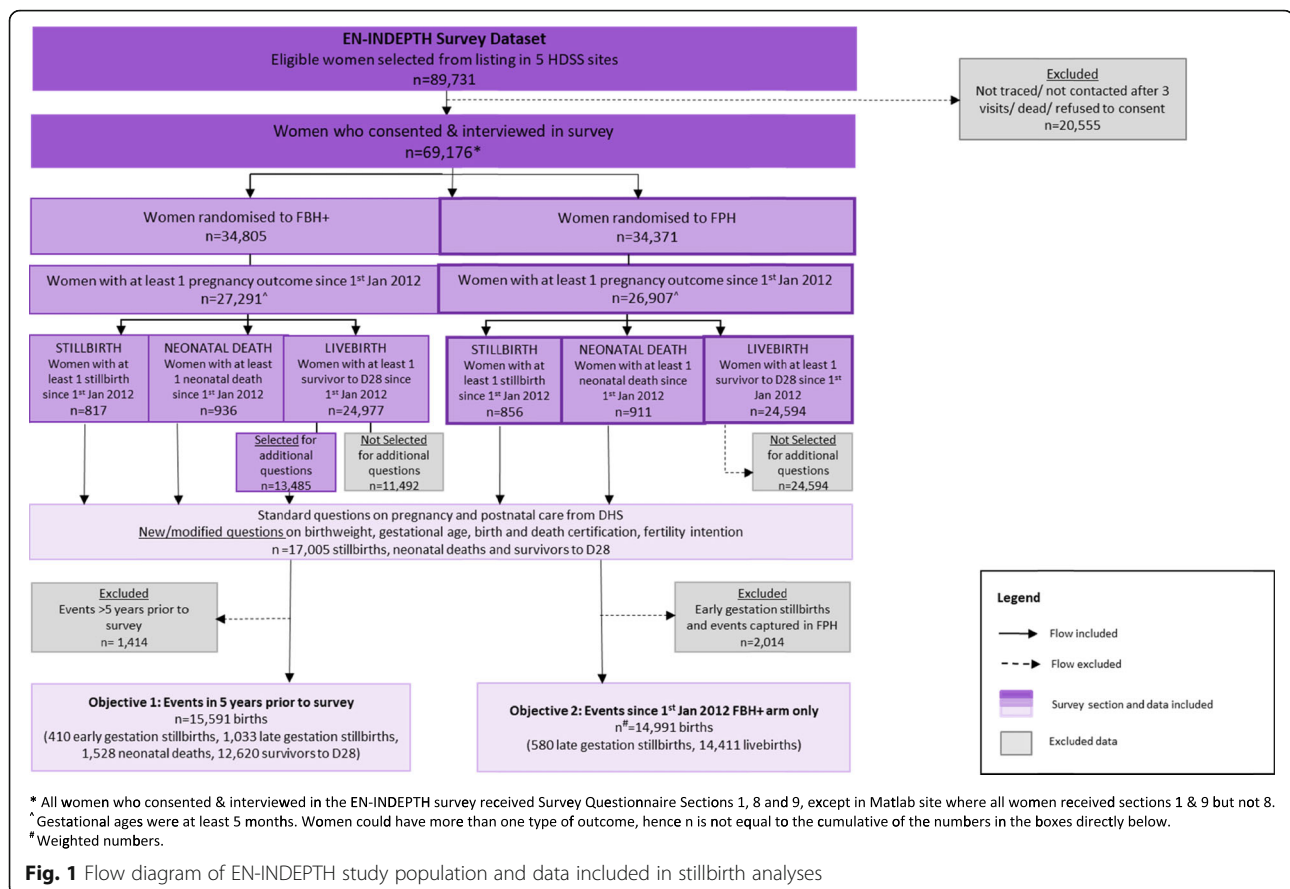 EN-INDEPTH Survey Dataset
Eligible women selected from listing in 5 HDSS sites
n=89,731
Excluded
Not traced/ not contacted after 3
visits/ dead/ refused to consent
n=20,555
Women who consented & interviewed in survey
n=69,176*
Women randomised to FBH+
n=34,805
Women randomised to FPH
n=34,371
Women with at least 1 pregnancy outcome since 1st Jan 2012
n=27,291^
Women with at least 1 pregnancy outcome since 1st Jan 2012
n=26,907^
STILLBIRTH
Women with at
least 1 stillbirth
since 1st Jan 2012
n=817
NEONATAL DEATH
Women with at least
1 neonatal death
since 1st Jan 2012
n=936
LIVEBIRTH
Women with at least 1
survivor to D28 since
1st Jan 2012
n=24,977
STILLBIRTH
Women with at
least 1 stillbirth
since 1st Jan 2012
n=856
NEONATAL DEATH
Women with at least 1
neonatal death since
1st Jan 2012
n=911
LIVEBIRTH
Women with at least 1
survivor to D28 since 1st
Jan 2012
n=24,594
Selected for
additional
questions
n=13,485
Not Selected
for additional
questions
n=11,492
Not Selected
for additional
questions
n=24,594
Standard questions on pregnancy and postnatal care from DHS
New/modified questions on birthweight, gestational age, birth and death certification, fertility intention
n =17,005 stillbirths, neonatal deaths and survivors to D28
Excluded
Events >5 years prior to
survey
n= 1,414
Excluded
Early gestation stillbirths
and events captured in FPH
n=2,014
Objective 1: Events in 5 years prior to survey
n=15,591 births
(410 early gestation stillbirths, 1,033 late gestation stillbirths,
1,528 neonatal deaths, 12,620 survivors to D28)
Objective 2: Events since 1st Jan 2012 FBH+ arm only
n#=14,991 births
(580 late gestation stillbirths, 14,411 livebirths)
Legend
Flow included
Flow excluded
Survey section and data included
Excluded data
* All women who consented & interviewed in the EN-INDEPTH survey received Survey Questionnaire Sections 1, 8 and 9, except in Matlab site where all women received sections 1 & 9 but not 8.
^ Gestational ages were at least 5 months. Women could have more than one type of outcome, hence n is not equal to the cumulative of the numbers in the boxes directly below.
# Weighted numbers.
Fig. 1 Flow diagram of EN-INDEPTH study population and data included in stillbirth analyses